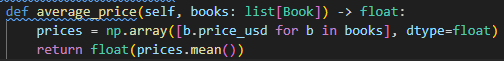 def average_price(self, books: list[Book]) -> float:
    prices = np.array([b.price_usd for b in books], dtype=float)
    return float(prices.mean())